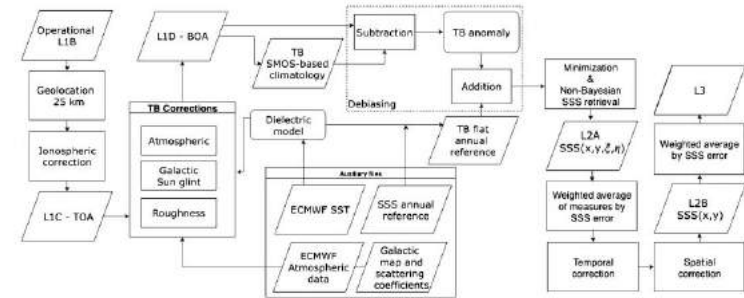 Operational
L1B
Geolocation
25 km
Ionospheric
correction
L1C - TOA
L1D - BOA
TB
SMOS-based
climatology
TB Corrections
Atmospheric
Galactic
Sun glint
Roughness
Subtraction
TB anomaly
Addition
Debiasing
Dielectric
model
TB flat
annual
reference
Auxiliary files
ECMWF SST
SSS annual
reference
ECMWF
Atmospheric
data
Galactic
map and
scattering
coefficients
Minimization
&
Non-Bayesian
SSS retrieval
L2A
SSS(x,y,ξ,η)
Weighted average
of measures by
SSS error
Temporal
correction
Spatial
correction
L2B
SSS(x,y)
Weighted average
by SSS error
L3